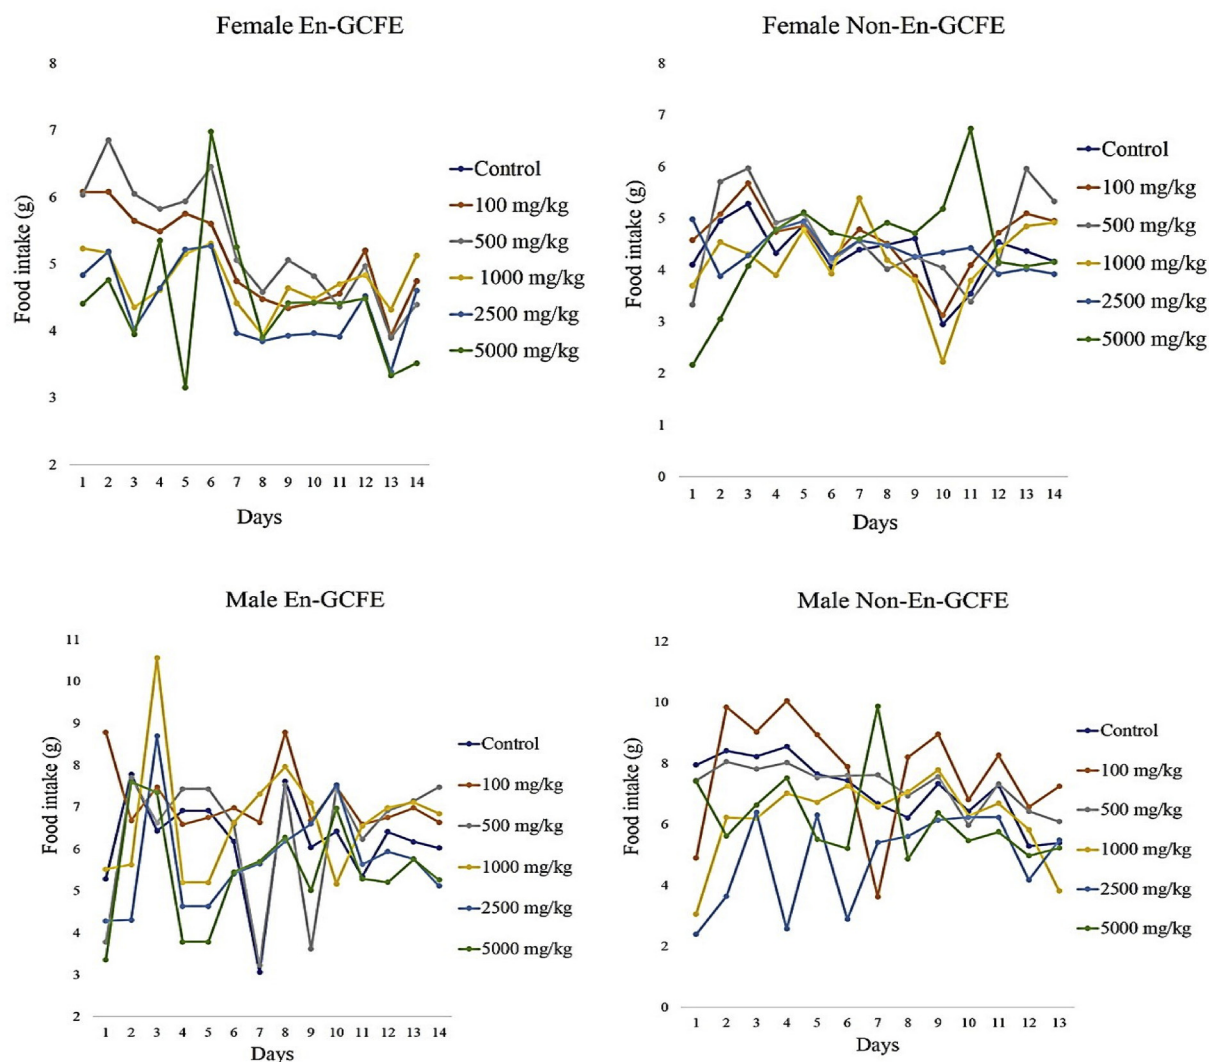 Female En-GCFE
Food intake (g)
8
7
6
5
4
3
2
1 2 3 4 5 6 7 8 9 10 11 12 13 14
Days
Control
100 mg/kg
500 mg/kg
1000 mg/kg
2500 mg/kg
5000 mg/kg
Female Non-En-GCFE
Food intake (g)
8
7
6
5
4
3
2
1
0
1 2 3 4 5 6 7 8 9 10 11 12 13 14
Days
Control
100 mg/kg
500 mg/kg
1000 mg/kg
2500 mg/kg
5000 mg/kg
Male En-GCFE
Food intake (g)
11
10
9
8
7
6
5
4
3
2
1 2 3 4 5 6 7 8 9 10 11 12 13 14
Days
Control
100 mg/kg
500 mg/kg
1000 mg/kg
2500 mg/kg
5000 mg/kg
Male Non-En-GCFE
Food intake (g)
12
10
8
6
4
2
0
1 2 3 4 5 6 7 8 9 10 11 12 13
Days
Control
100 mg/kg
500 mg/kg
1000 mg/kg
2500 mg/kg
5000 mg/kg